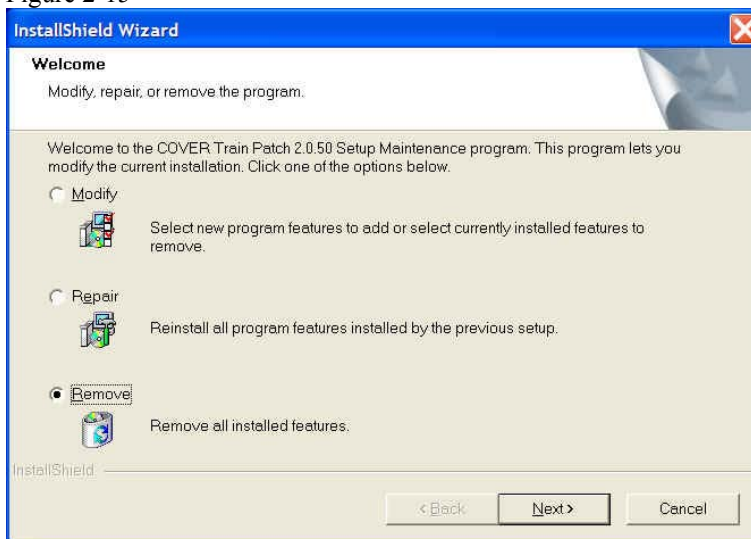 InstallShield Wizard
Welcome
Modify, repair, or remove the program.
Welcome to the COVER Train Patch 2.0.50 Setup Maintenance program. This program lets you
modify the current installation. Click one of the options below.
Modify
Select new program features to add or select currently installed features to
remove.
Repair
Reinstall all program features installed by the previous setup.
Remove
Remove all installed features.
InstallShield
< Back Next > Cancel